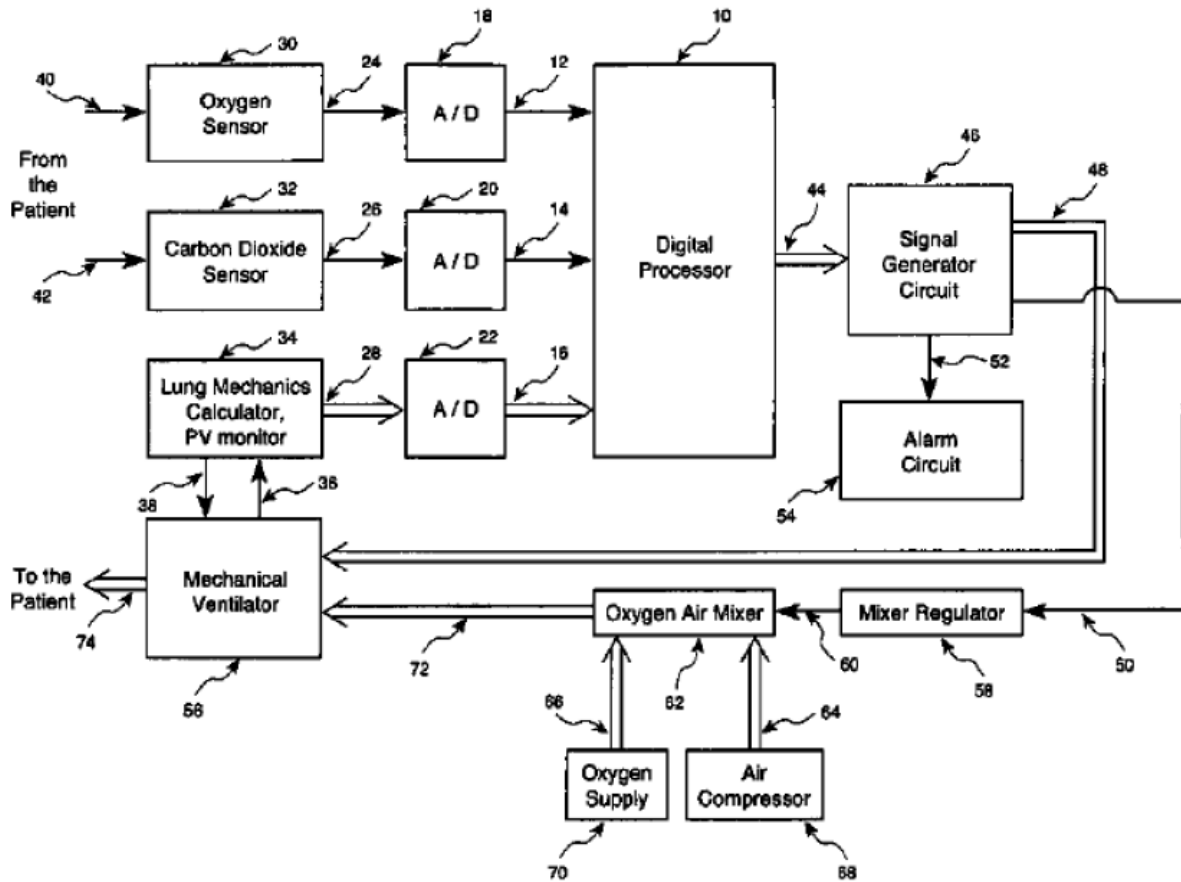 18
10
30
24
12
40
Oxygen
Sensor
A / D
From
the
Patient
46
48
32
20
44
26
14
Carbon Dioxide
Sensor
A / D
Digital
Processor
Signal
Generator
Circuit
42
34
22
28
16
52
Lung Mechanics
Calculator,
PV monitor
A / D
Alarm
Circuit
38
36
54
To the
Patient
Mechanical
Ventilator
74
Oxygen Air Mixer
Mixer Regulator
72
60
50
56
62
58
66
64
Oxygen
Supply
Air
Compressor
70
68